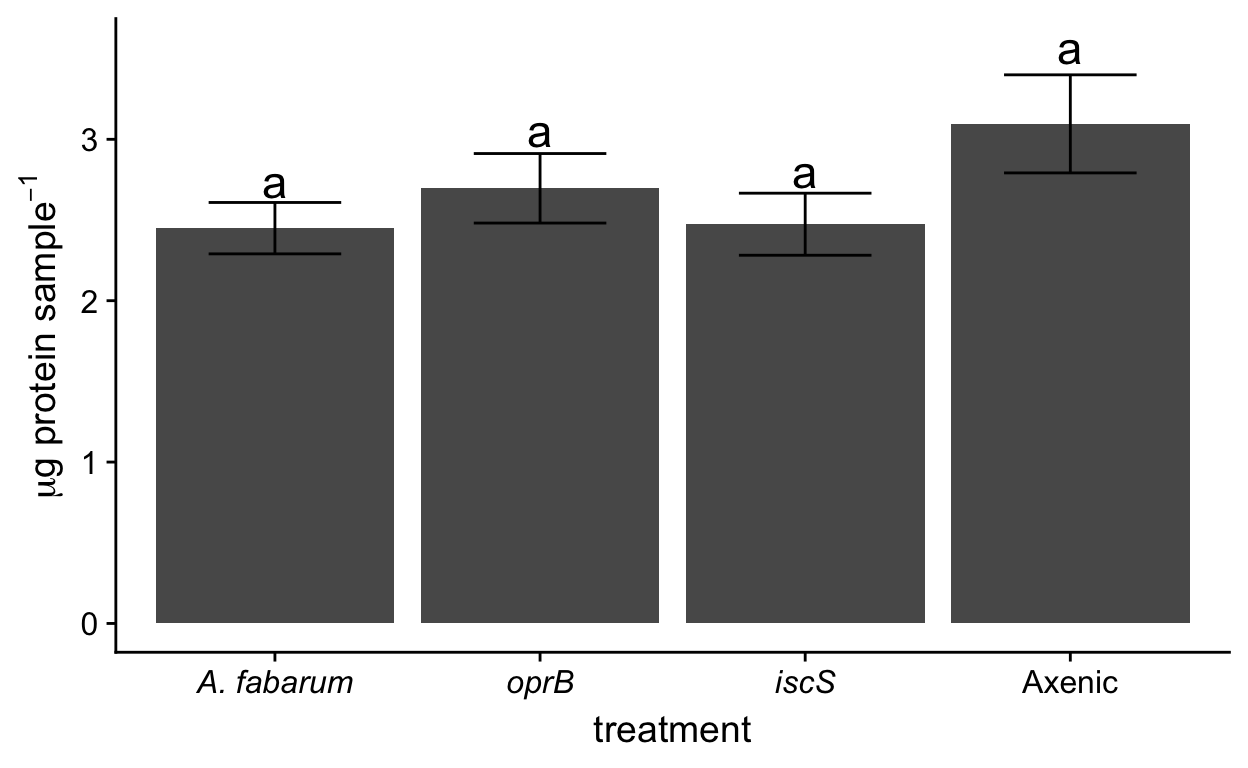 µg protein sample⁻¹
3
2
1
0
a
a
a
a
A. fabarum
oprB
iscS
Axenic
treatment